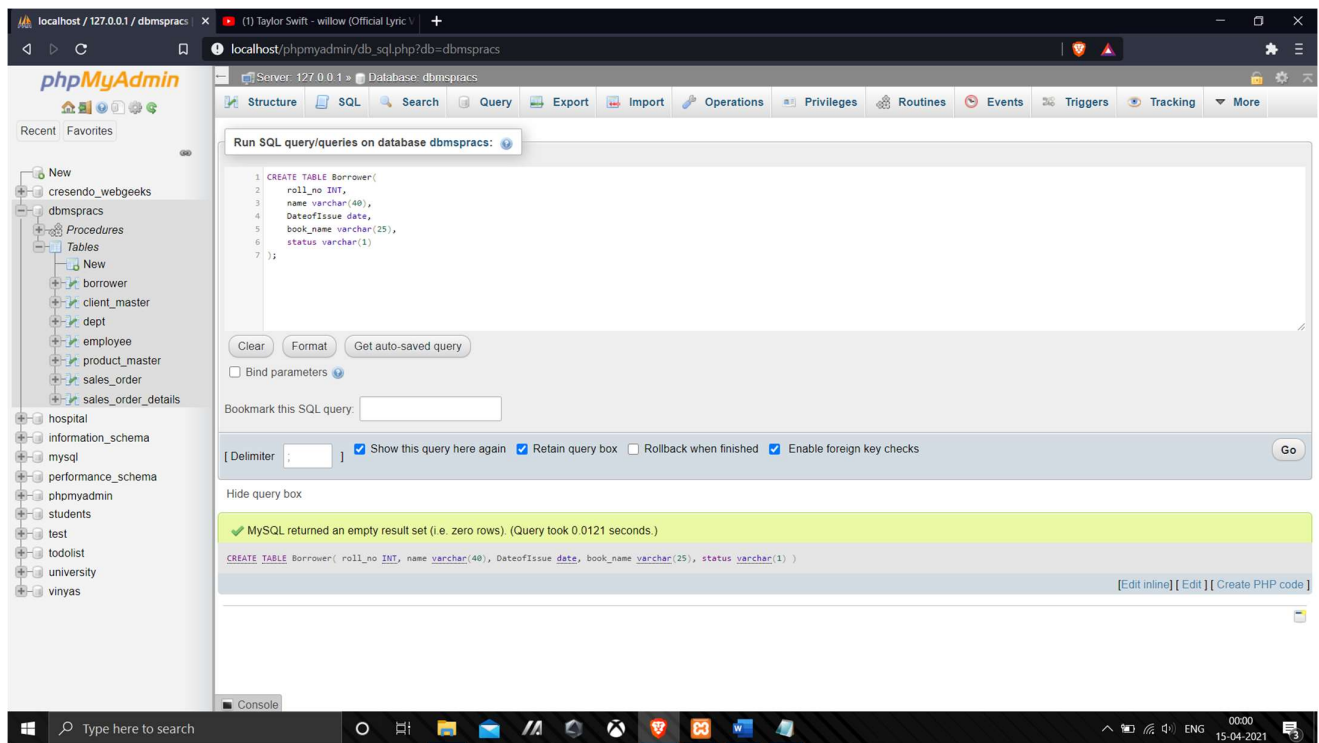 localhost / 127.0.0.1 / dbmspracs |
(1) Taylor Swift - willow (Official Lyric V
localhost/phpmyadmin/db_sql.php?db=dbmspracs
phpMyAdmin
Recent Favorites
New
cresendo_webgeeks
dbmspracs
Procedures
Tables
New
borrower
client_master
dept
employee
product_master
sales_order
sales_order_details
hospital
information_schema
mysql
performance_schema
phpmyadmin
students
test
todolist
university
vinyas
Server: 127.0.0.1 » Database: dbmspracs
Structure SQL Search Query Export Import Operations Privileges Routines Events Triggers Tracking More
Run SQL query/queries on database dbmspracs:
1 CREATE TABLE Borrower(
2 roll_no INT,
3 name varchar(40),
4 DateofIssue date,
5 book_name varchar(25),
6 status varchar(1)
7 );
Clear Format Get auto-saved query
Bind parameters
Bookmark this SQL query:
[ Delimiter ; ] Show this query here again Retain query box Rollback when finished Enable foreign key checks Go
Hide query box
MySQL returned an empty result set (i.e. zero rows). (Query took 0.0121 seconds.)
CREATE TABLE Borrower( roll_no INT, name varchar(40), DateofIssue date, book_name varchar(25), status varchar(1) )
[Edit inline] [ Edit ] [ Create PHP code ]
Console
Type here to search
ENG
00:00
15-04-2021
3